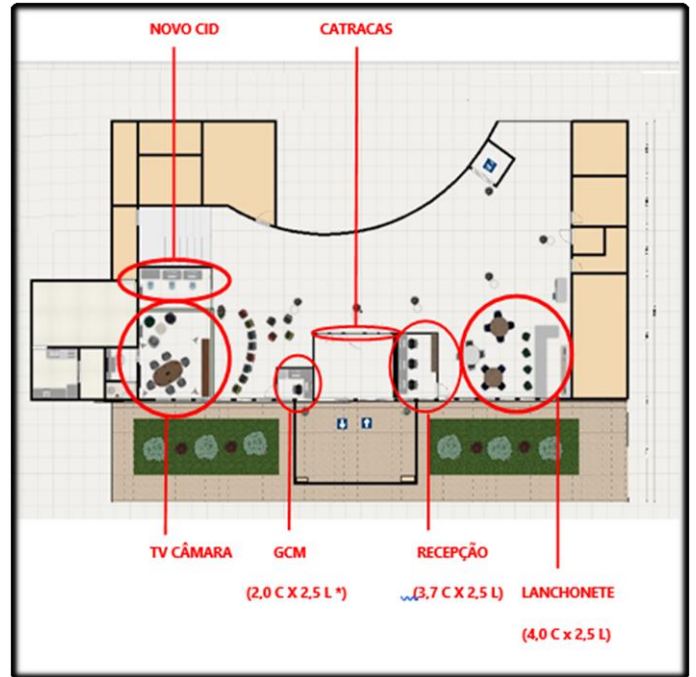 NOVO CID
CATRACAS
TV CÂMARA
GCM
(2,0 C X 2,5 L *)
RECEPÇÃO
(3,7 C X 2,5 L)
LANCHONETE
(4,0 C x 2,5 L)